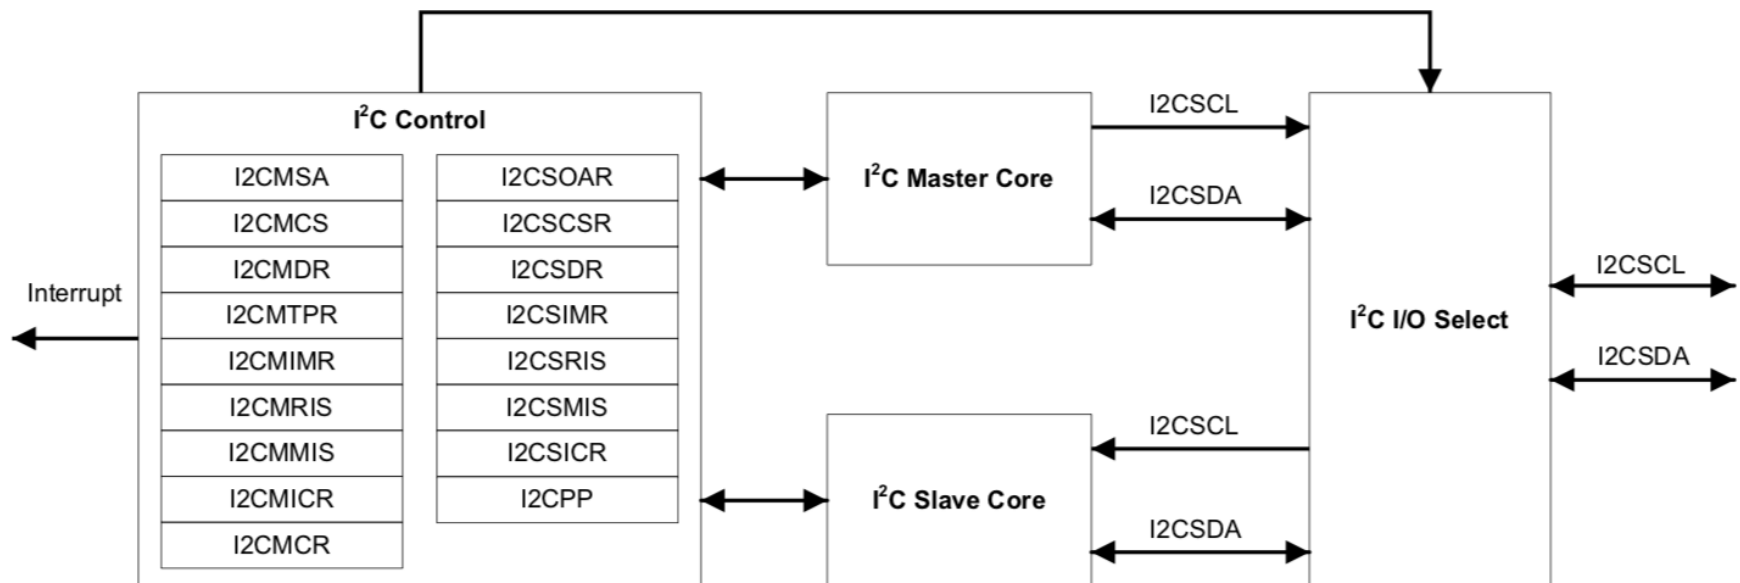 I²C Control
I2CMSA
I2CMCS
I2CMDR
I2CMTPR
I2CMIMR
I2CMRIS
I2CMMIS
I2CMICR
I2CMCR
I2CSOAR
I2CSCSR
I2CSDR
I2CSIMR
I2CSRIS
I2CSMIS
I2CSICR
I2CPP
Interrupt
I²C Master Core
I2CSCL
I2CSDA
I²C Slave Core
I2CSCL
I2CSDA
I²C I/O Select
I2CSCL
I2CSDA